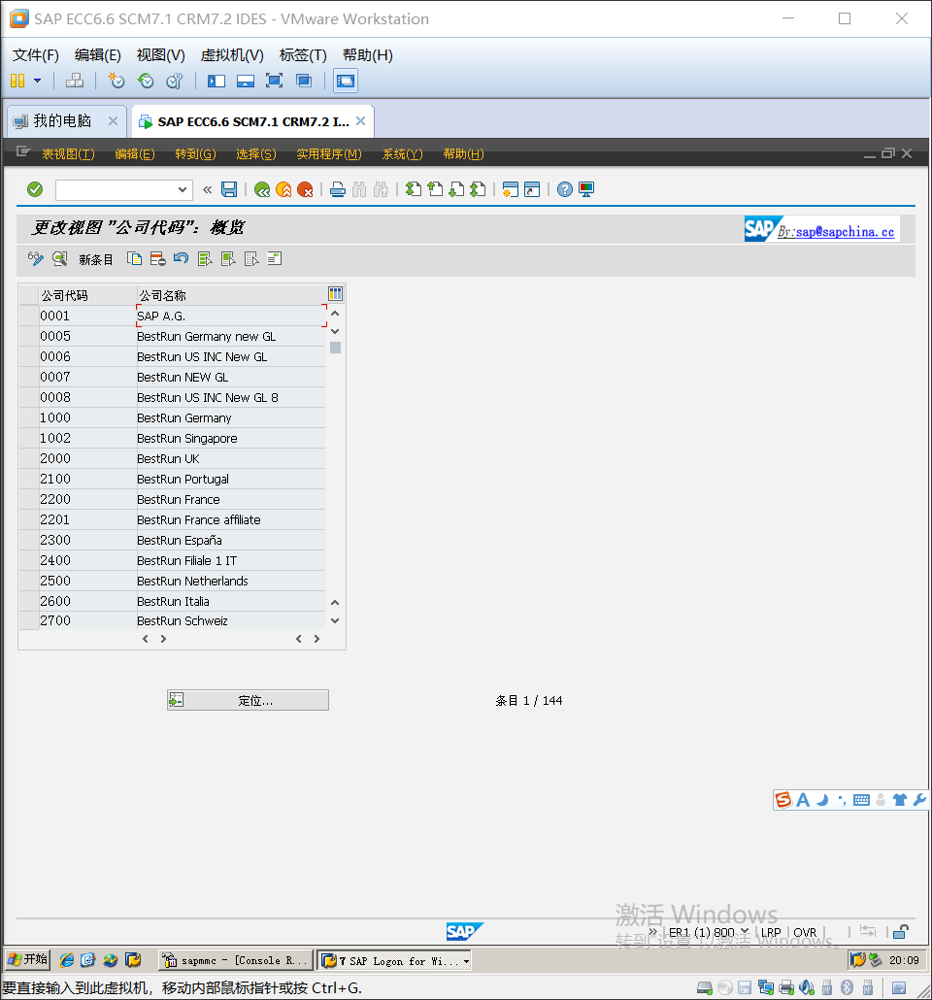 SAP ECC6.6 SCM7.1 CRM7.2 IDES - VMware Workstation
文件(F) 编辑(E) 视图(V) 虚拟机(V) 标签(T) 帮助(H)
我的电脑 SAP ECC6.6 SCM7.1 CRM7.2 I...
表视图(T) 编辑(E) 转到(G) 选择(S) 实用程序(M) 系统(Y) 帮助(H)
更改视图 "公司代码": 概览
SAP By:sap@sapchina.cc
新条目
公司代码 公司名称
0001 SAP A.G.
0005 BestRun Germany new GL
0006 BestRun US INC New GL
0007 BestRun NEW GL
0008 BestRun US INC New GL 8
1000 BestRun Germany
1002 BestRun Singapore
2000 BestRun UK
2100 BestRun Portugal
2200 BestRun France
2201 BestRun France affiliate
2300 BestRun España
2400 BestRun Filiale 1 IT
2500 BestRun Netherlands
2600 BestRun Italia
2700 BestRun Schweiz
定位... 条目 1 / 144
激活 Windows
转到"设置"以激活 Windows。
SAP ER1 (1) 800 LRP OVR
开始 sapmmc - [Console R... 7 SAP Logon for Wi... 20:09
要直接输入到此虚拟机，移动内部鼠标指针或按 Ctrl+G.